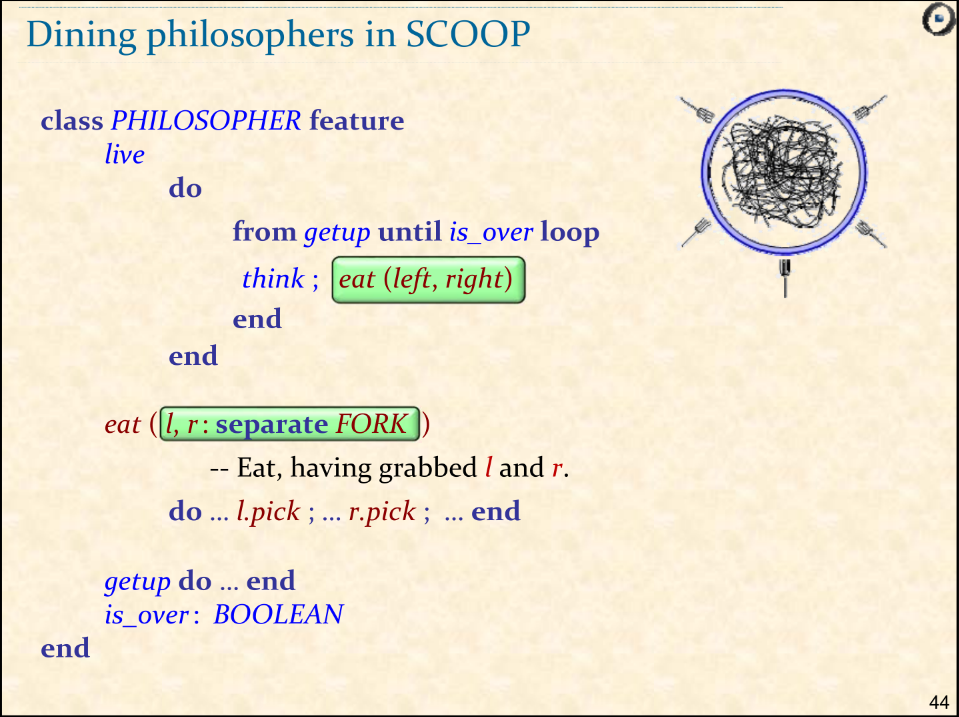 Dining philosophers in SCOOP
class PHILOSOPHER feature
live
do
from getup until is_over loop
think ; eat (left, right)
end
end
eat ( l, r : separate FORK )
-- Eat, having grabbed l and r.
do … l.pick ; … r.pick ; … end
getup do … end
is_over : BOOLEAN
end
44